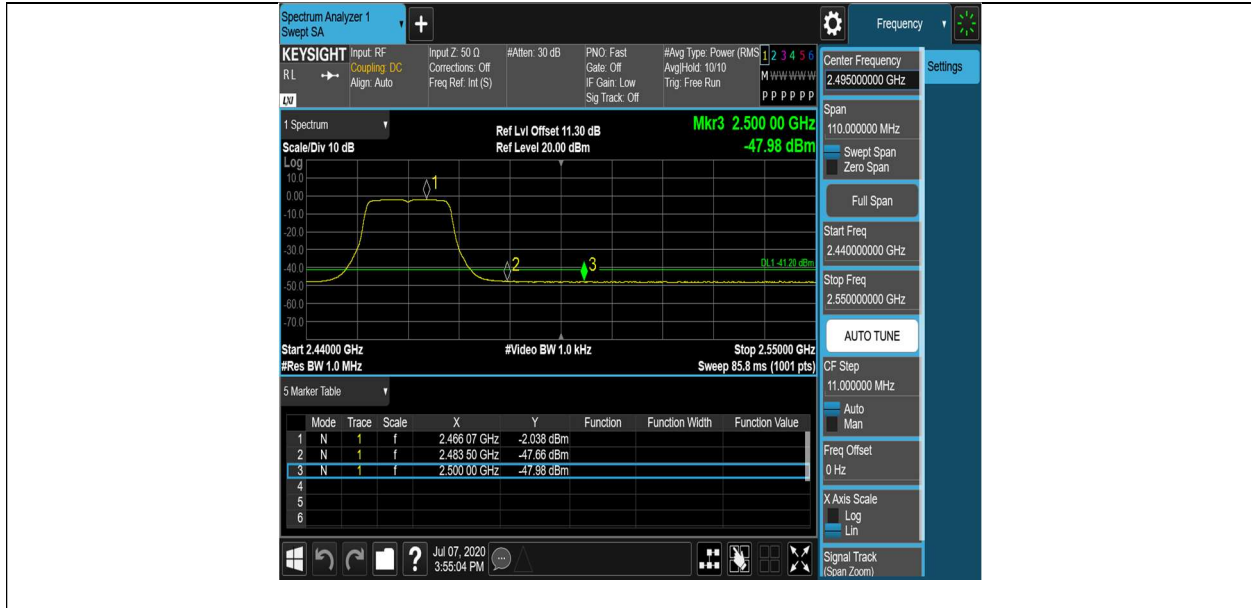 Spectrum Analyzer 1
Swept SA
+
Frequency
KEYSIGHT Input: RF Input Z: 50 Ω #Atten: 30 dB PNO: Fast #Avg Type: Power (RMS 1 2 3 4 5 6
RL Coupling: DC Corrections: Off Gate: Off Avg|Hold: 10/10 M W W W W W
Align: Auto Freq Ref: Int (S) IF Gain: Low Trig: Free Run
LXI Sig Track: Off P P P P P P
1 Spectrum
Ref Lvl Offset 11.30 dB Mkr3 2.500 00 GHz
Scale/Div 10 dB Ref Level 20.00 dBm -47.98 dBm
Log
10.0
0.00
-10.0
-20.0
-30.0
-40.0
-50.0
-60.0
-70.0
1
2
3
DL1 -41.20 dBm
Start 2.44000 GHz #Video BW 1.0 kHz Stop 2.55000 GHz
#Res BW 1.0 MHz Sweep 85.8 ms (1001 pts)
5 Marker Table
Mode Trace Scale X Y Function Function Width Function Value
1 N 1 f 2.466 07 GHz -2.038 dBm
2 N 1 f 2.483 50 GHz -47.66 dBm
3 N 1 f 2.500 00 GHz -47.98 dBm
4
5
6
? Jul 07, 2020
3:55:04 PM
Center Frequency
2.495000000 GHz
Settings
Span
110.000000 MHz
Swept Span
Zero Span
Full Span
Start Freq
2.440000000 GHz
Stop Freq
2.550000000 GHz
AUTO TUNE
CF Step
11.000000 MHz
Auto
Man
Freq Offset
0 Hz
X Axis Scale
Log
Lin
Signal Track
(Span Zoom)